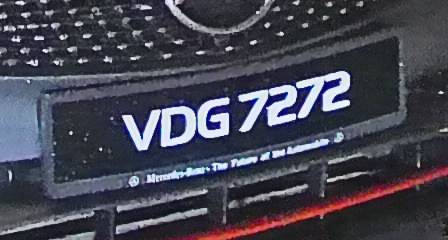 VDG 7272
Mercedes-Benz - The Future of The Automobile